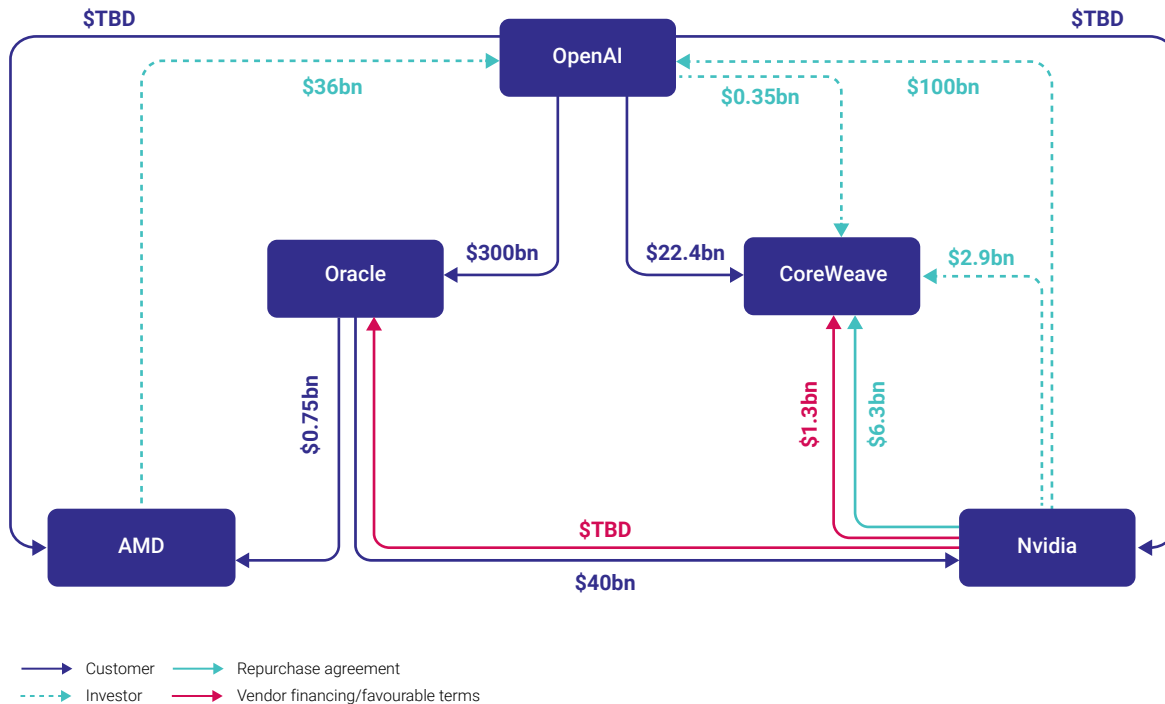 $TBD
$TBD
OpenAI
$36bn
$0.35bn
$100bn
Oracle
$300bn
$22.4bn
CoreWeave
$2.9bn
$0.75bn
$1.3bn
$6.3bn
AMD
$TBD
Nvidia
$40bn
Customer
Repurchase agreement
Investor
Vendor financing/favourable terms